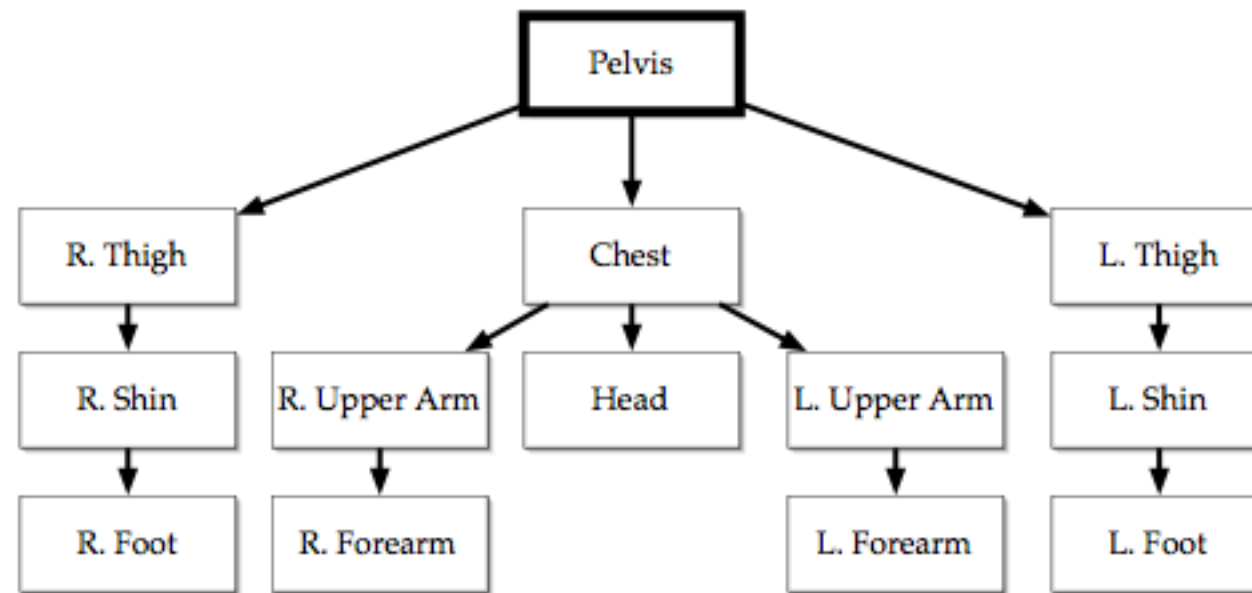 Pelvis
R. Thigh
Chest
L. Thigh
R. Shin
R. Upper Arm
Head
L. Upper Arm
L. Shin
R. Foot
R. Forearm
L. Forearm
L. Foot